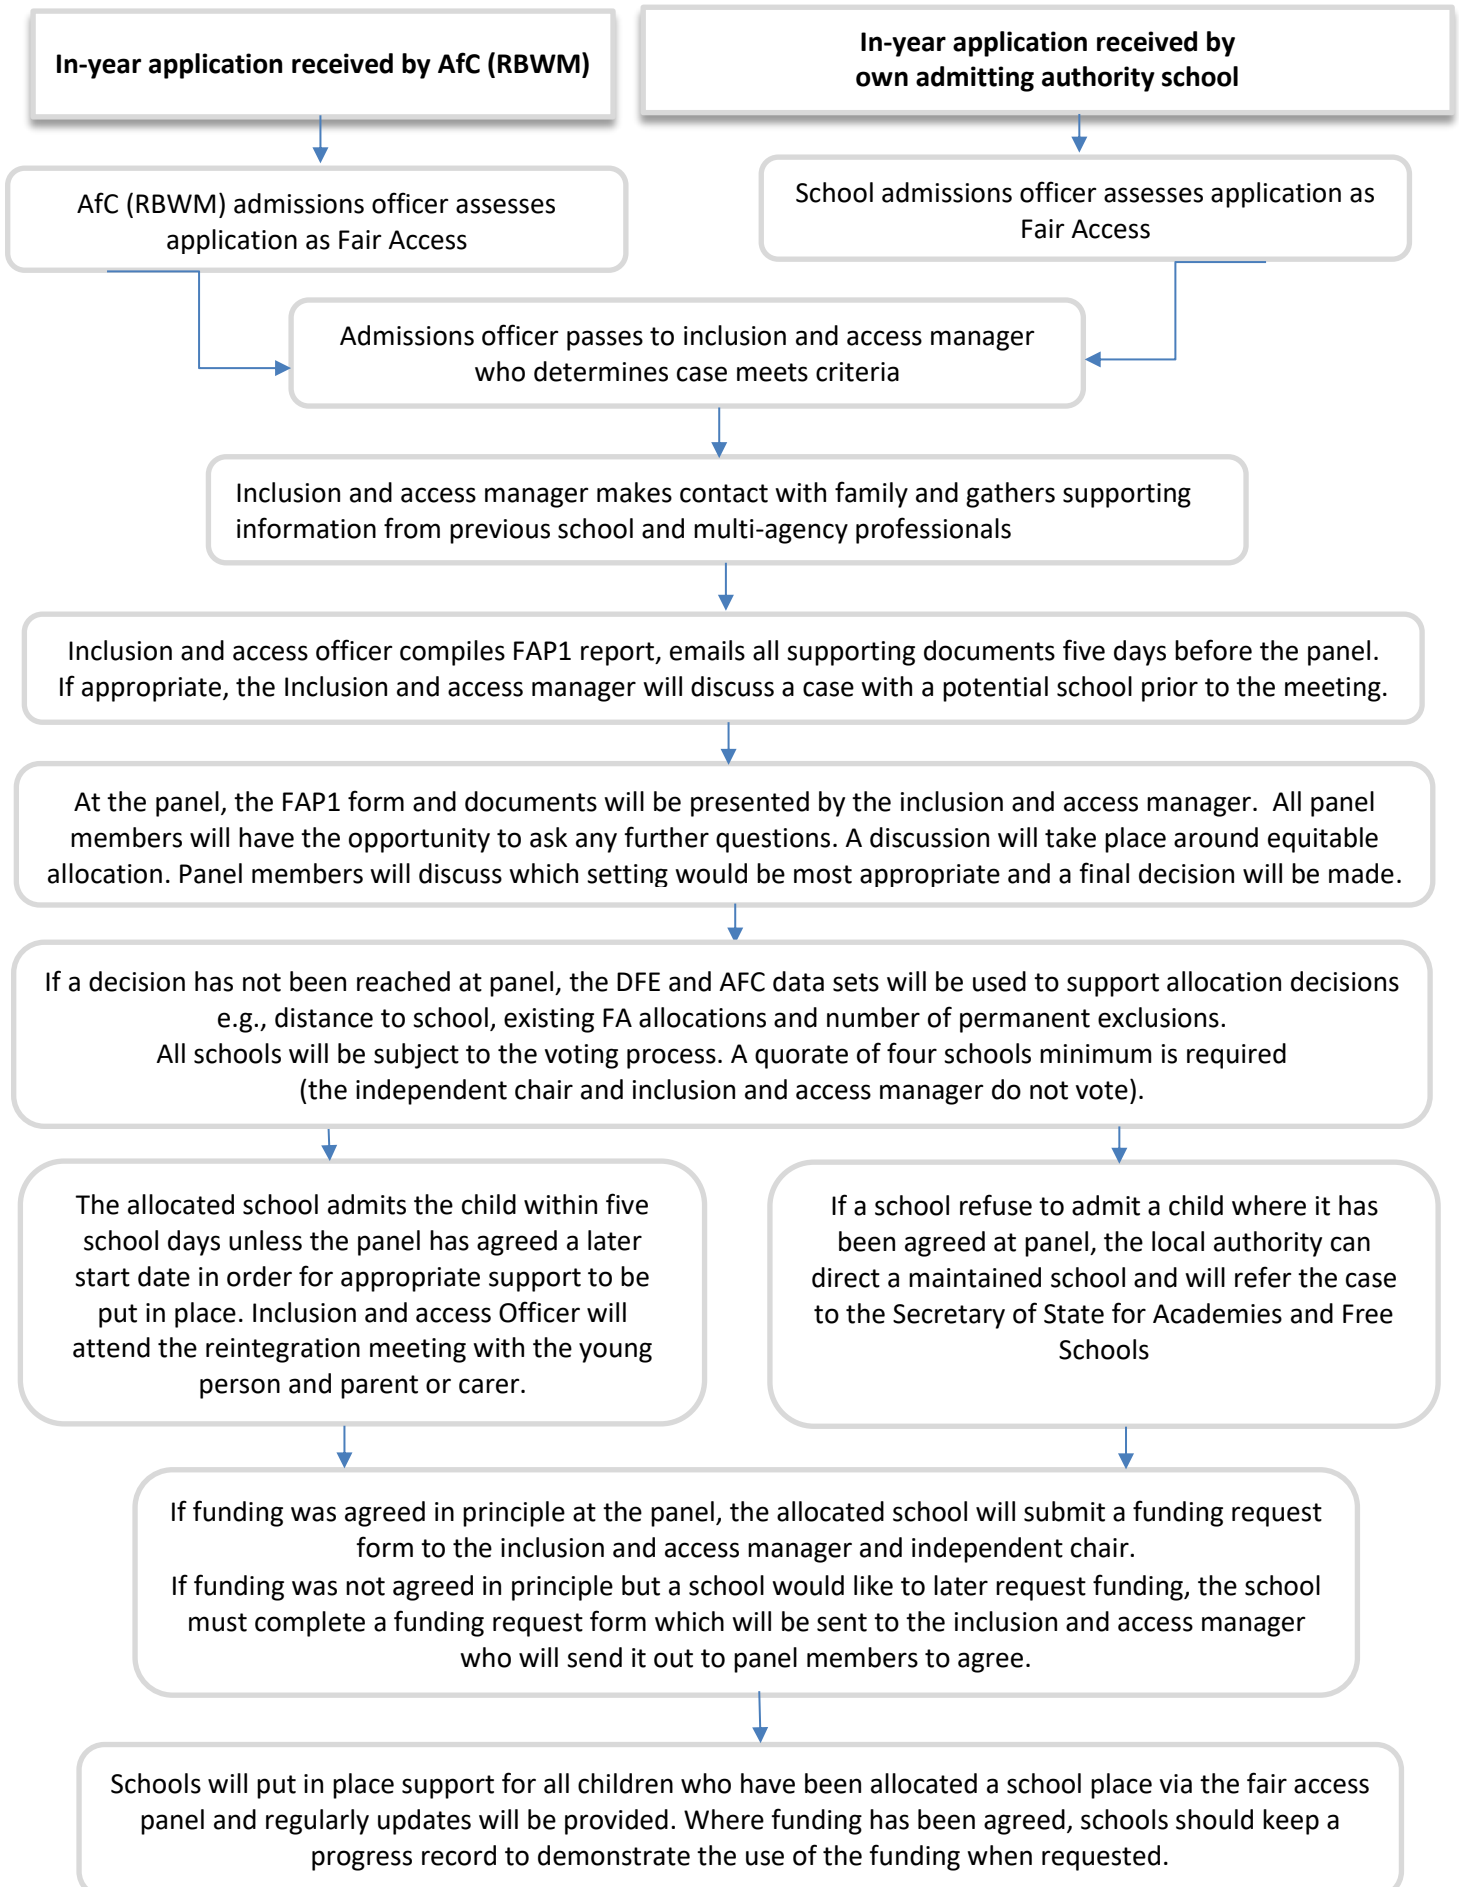 In-year application received by AfC (RBWM)
In-year application received by
own admitting authority school
AfC (RBWM) admissions officer assesses
application as Fair Access
School admissions officer assesses application as
Fair Access
Admissions officer passes to inclusion and access manager
who determines case meets criteria
Inclusion and access manager makes contact with family and gathers supporting
information from previous school and multi-agency professionals
Inclusion and access officer compiles FAP1 report, emails all supporting documents five days before the panel.
If appropriate, the Inclusion and access manager will discuss a case with a potential school prior to the meeting.
At the panel, the FAP1 form and documents will be presented by the inclusion and access manager.  All panel
members will have the opportunity to ask any further questions. A discussion will take place around equitable
allocation. Panel members will discuss which setting would be most appropriate and a final decision will be made.
If a decision has not been reached at panel, the DFE and AFC data sets will be used to support allocation decisions
e.g., distance to school, existing FA allocations and number of permanent exclusions.
All schools will be subject to the voting process. A quorate of four schools minimum is required
(the independent chair and inclusion and access manager do not vote).
The allocated school admits the child within five
school days unless the panel has agreed a later
start date in order for appropriate support to be
put in place. Inclusion and access Officer will
attend the reintegration meeting with the young
person and parent or carer.
If a school refuse to admit a child where it has
been agreed at panel, the local authority can
direct a maintained school and will refer the case
to the Secretary of State for Academies and Free
Schools
If funding was agreed in principle at the panel, the allocated school will submit a funding request
form to the inclusion and access manager and independent chair.
If funding was not agreed in principle but a school would like to later request funding, the school
must complete a funding request form which will be sent to the inclusion and access manager
who will send it out to panel members to agree.
Schools will put in place support for all children who have been allocated a school place via the fair access
panel and regularly updates will be provided. Where funding has been agreed, schools should keep a
progress record to demonstrate the use of the funding when requested.